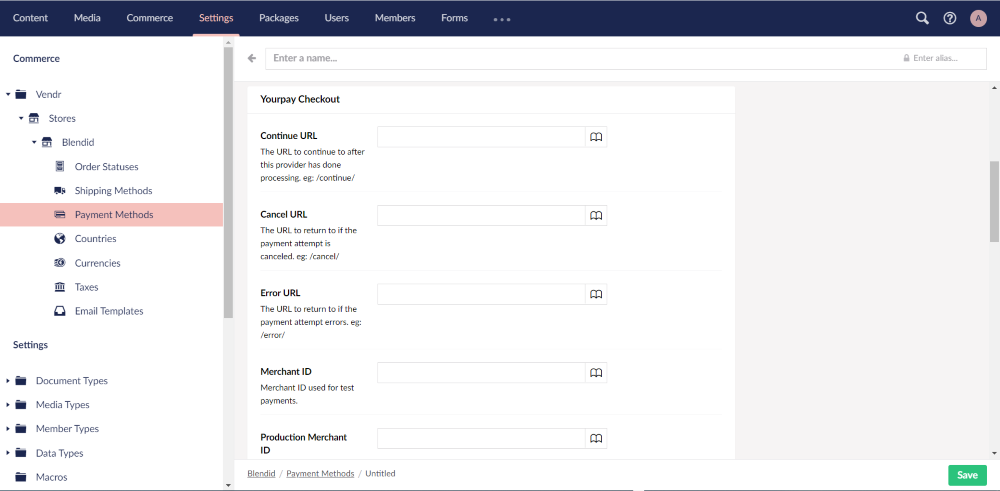 Content
Media
Commerce
Settings
Packages
Users
Members
Forms
A
Commerce
Vendr
Stores
Blendid
Order Statuses
Shipping Methods
Payment Methods
Countries
Currencies
Taxes
Email Templates
Settings
Document Types
Media Types
Member Types
Data Types
Macros
Enter a name...
Enter alias...
Yourpay Checkout
Continue URL
The URL to continue to after
this provider has done
processing. eg: /continue/
Cancel URL
The URL to return to if the
payment attempt is
canceled. eg: /cancel/
Error URL
The URL to return to if the
payment attempt errors. eg:
/error/
Merchant ID
Merchant ID used for test
payments.
Production Merchant
ID
Blendid / Payment Methods / Untitled
Save